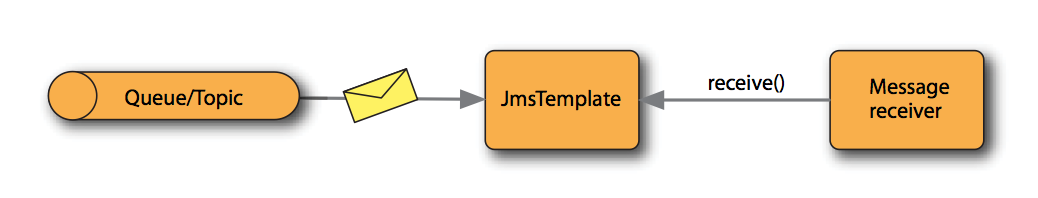 Queue/Topic
JmsTemplate
receive()
Message
receiver